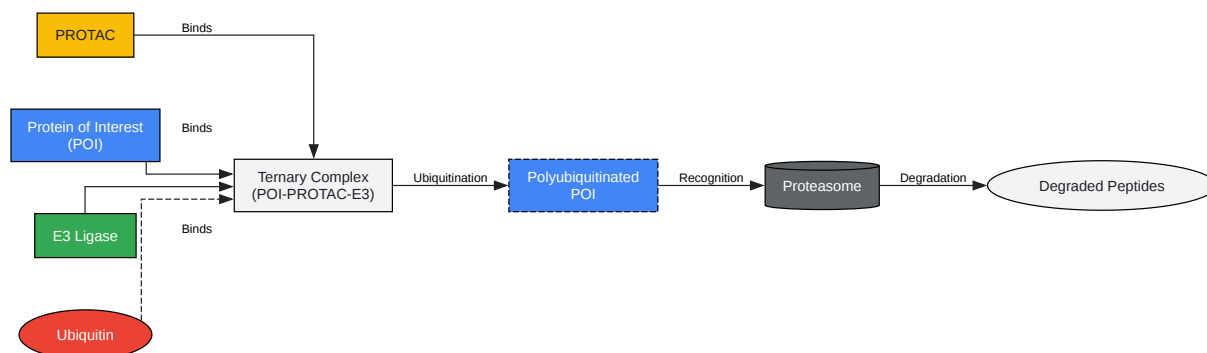 PROTAC
Binds
Protein of Interest
(POI)
Binds
Ternary Complex
(POI-PROTAC-E3)
Ubiquitination
Polyubiquitinated
POI
Recognition
Proteasome
Degradation
Degraded Peptides
E3 Ligase
Binds
Ubiquitin